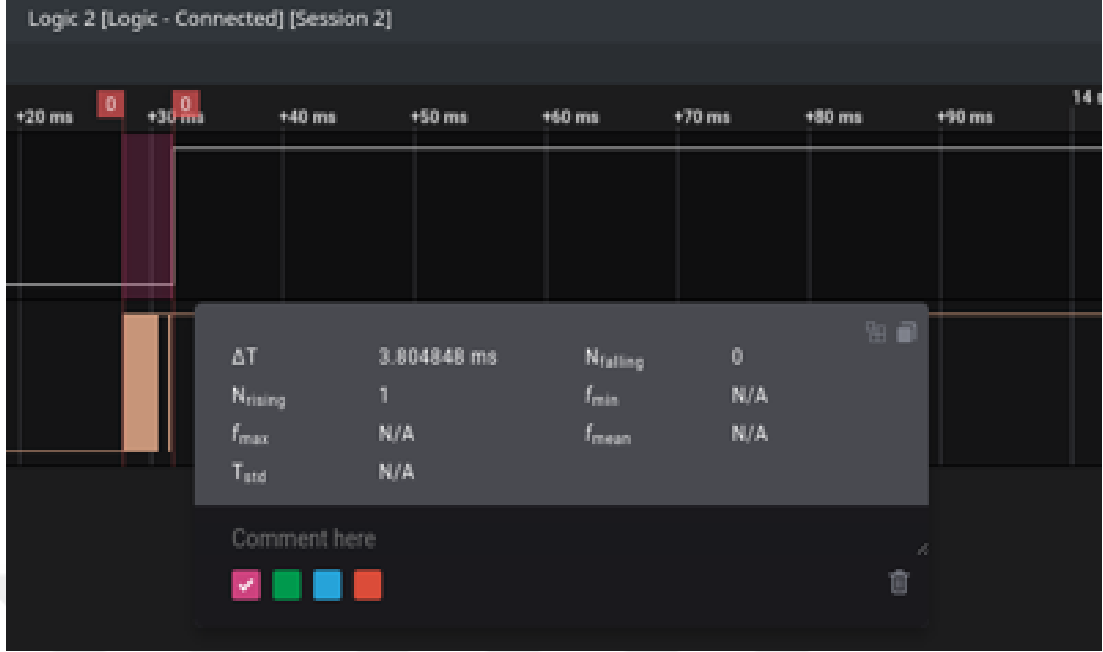 Logic 2 [Logic - Connected] [Session 2]
0 0 14 s
+20 ms +30 ms +40 ms +50 ms +60 ms +70 ms +80 ms +90 ms
ΔT 3.804848 ms Nfalling 0
Nrising 1 fmin N/A
fmax N/A fmean N/A
Tstd N/A
Comment here